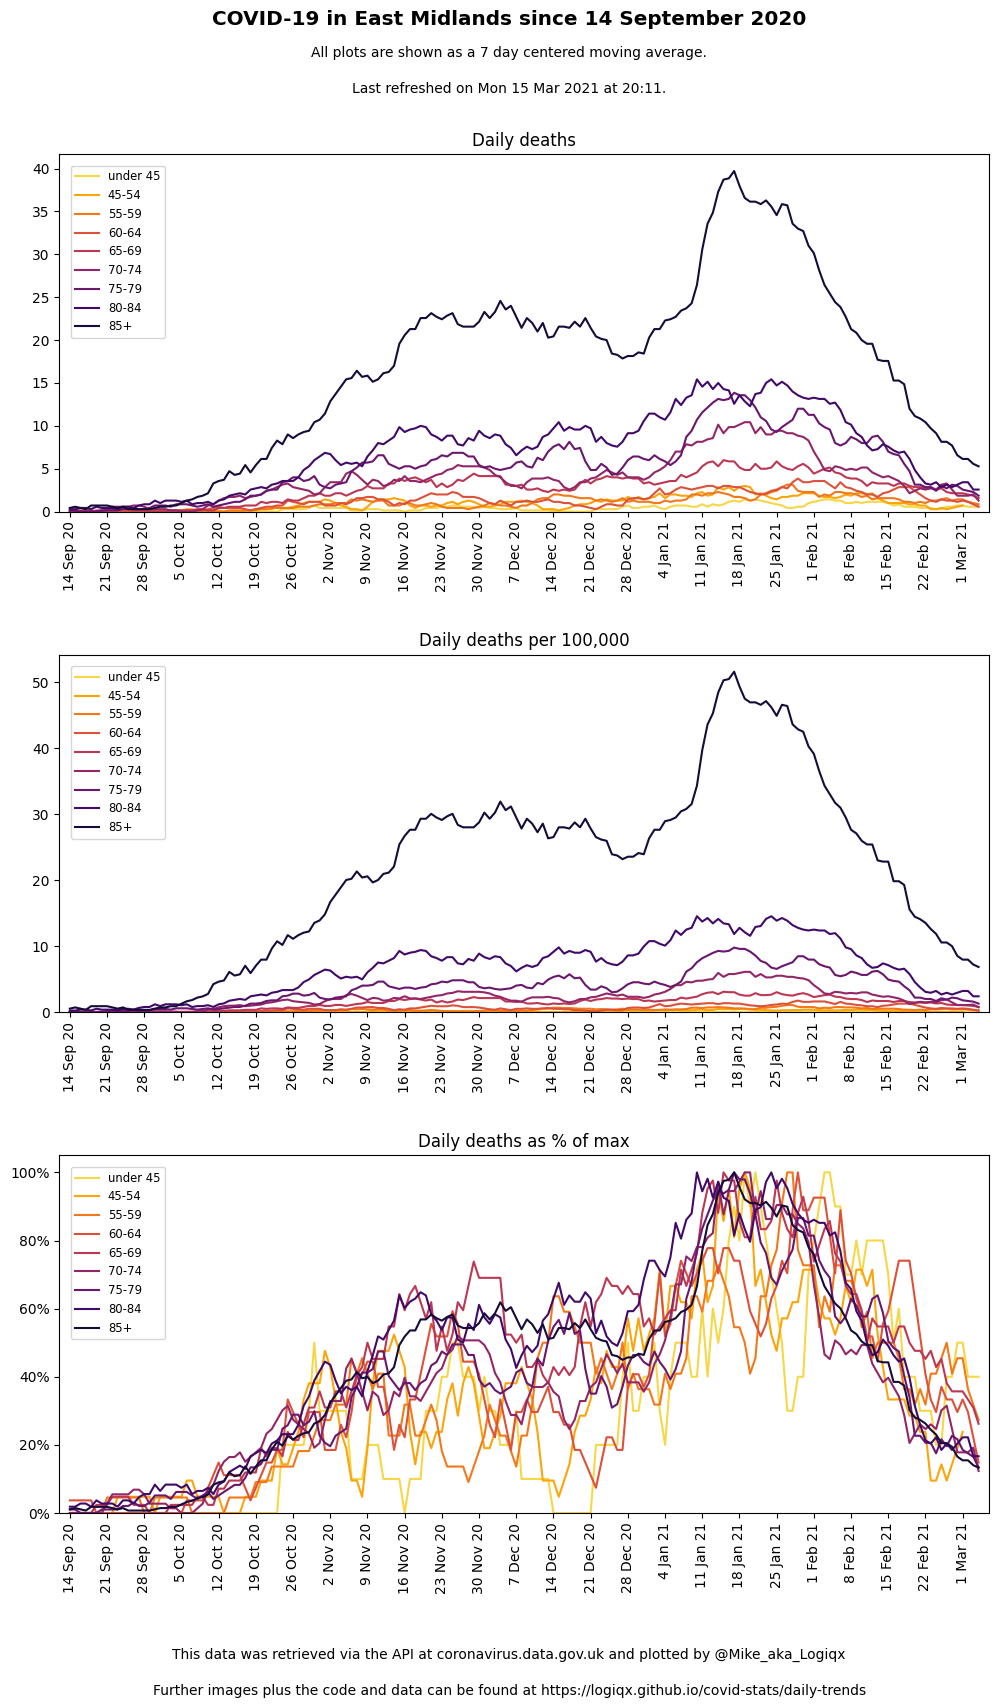 COVID-19 in East Midlands since 14 September 2020
All plots are shown as a 7 day centered moving average.
Last refreshed on Mon 15 Mar 2021 at 20:11.
Daily deaths
40
35
30
25
20
15
10
5
0
under 45
45-54
55-59
60-64
65-69
70-74
75-79
80-84
85+
14 Sep 20
21 Sep 20
28 Sep 20
5 Oct 20
12 Oct 20
19 Oct 20
26 Oct 20
2 Nov 20
9 Nov 20
16 Nov 20
23 Nov 20
30 Nov 20
7 Dec 20
14 Dec 20
21 Dec 20
28 Dec 20
4 Jan 21
11 Jan 21
18 Jan 21
25 Jan 21
1 Feb 21
8 Feb 21
15 Feb 21
22 Feb 21
1 Mar 21
Daily deaths per 100,000
50
40
30
20
10
0
under 45
45-54
55-59
60-64
65-69
70-74
75-79
80-84
85+
14 Sep 20
21 Sep 20
28 Sep 20
5 Oct 20
12 Oct 20
19 Oct 20
26 Oct 20
2 Nov 20
9 Nov 20
16 Nov 20
23 Nov 20
30 Nov 20
7 Dec 20
14 Dec 20
21 Dec 20
28 Dec 20
4 Jan 21
11 Jan 21
18 Jan 21
25 Jan 21
1 Feb 21
8 Feb 21
15 Feb 21
22 Feb 21
1 Mar 21
Daily deaths as % of max
100%
80%
60%
40%
20%
0%
under 45
45-54
55-59
60-64
65-69
70-74
75-79
80-84
85+
14 Sep 20
21 Sep 20
28 Sep 20
5 Oct 20
12 Oct 20
19 Oct 20
26 Oct 20
2 Nov 20
9 Nov 20
16 Nov 20
23 Nov 20
30 Nov 20
7 Dec 20
14 Dec 20
21 Dec 20
28 Dec 20
4 Jan 21
11 Jan 21
18 Jan 21
25 Jan 21
1 Feb 21
8 Feb 21
15 Feb 21
22 Feb 21
1 Mar 21
This data was retrieved via the API at coronavirus.data.gov.uk and plotted by @Mike_aka_Logiqx
Further images plus the code and data can be found at https://logiqx.github.io/covid-stats/daily-trends